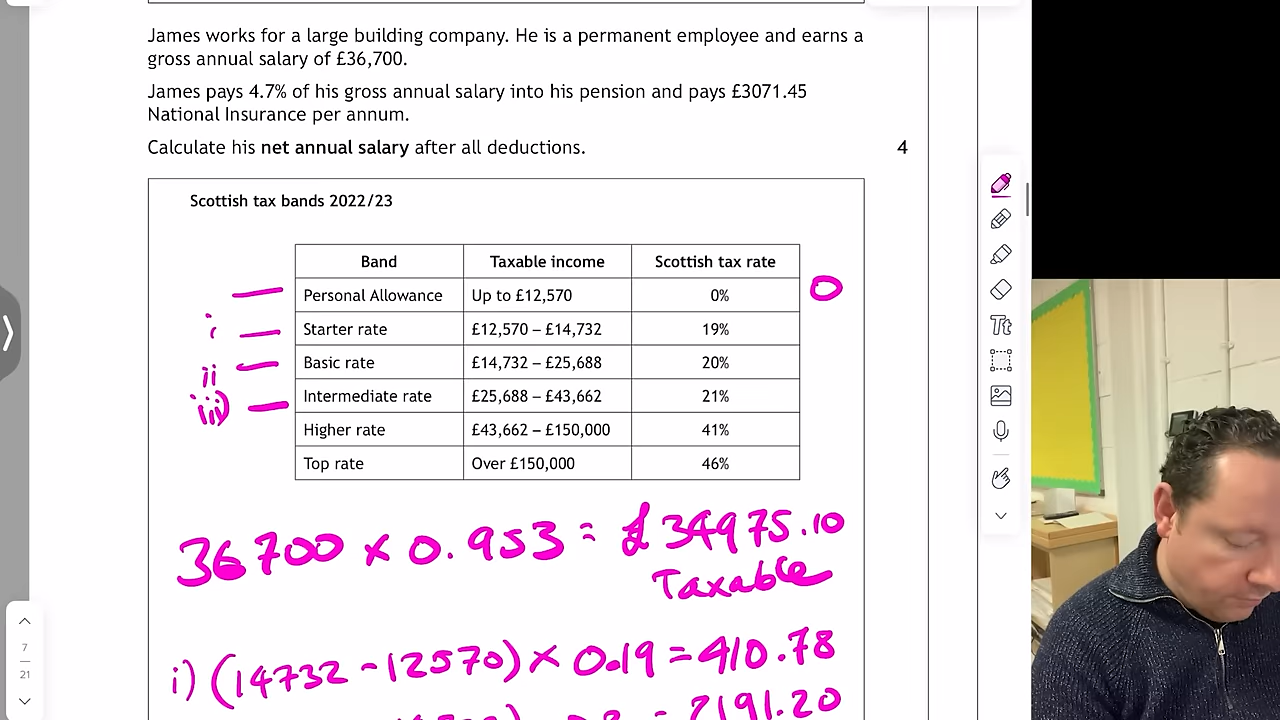 James works for a large building company. He is a permanent employee and earns a
gross annual salary of £36,700.
James pays 4.7% of his gross annual salary into his pension and pays £3071.45
National Insurance per annum.
Calculate his net annual salary after all deductions. 4
Scottish tax bands 2022/23
Band Taxable income Scottish tax rate
Personal Allowance Up to £12,570 0% 0
i Starter rate £12,570 – £14,732 19%
ii Basic rate £14,732 – £25,688 20%
iii) Intermediate rate £25,688 – £43,662 21%
Higher rate £43,662 – £150,000 41%
Top rate Over £150,000 46%
36700 × 0.953 = £34975.10
Taxable
i) (14732 - 12570) × 0.19 = 410.78
= 2191.20
Tt
7
21